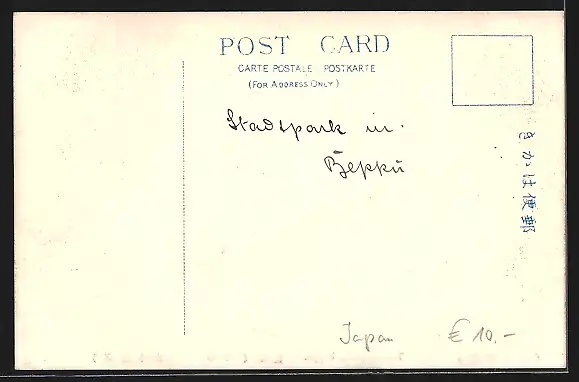 POST CARD
CARTE POSTALE POSTKARTE
(FOR ADDRESS ONLY)
Stadtpark in
Beppu
きかは便郵
Japan € 10.-